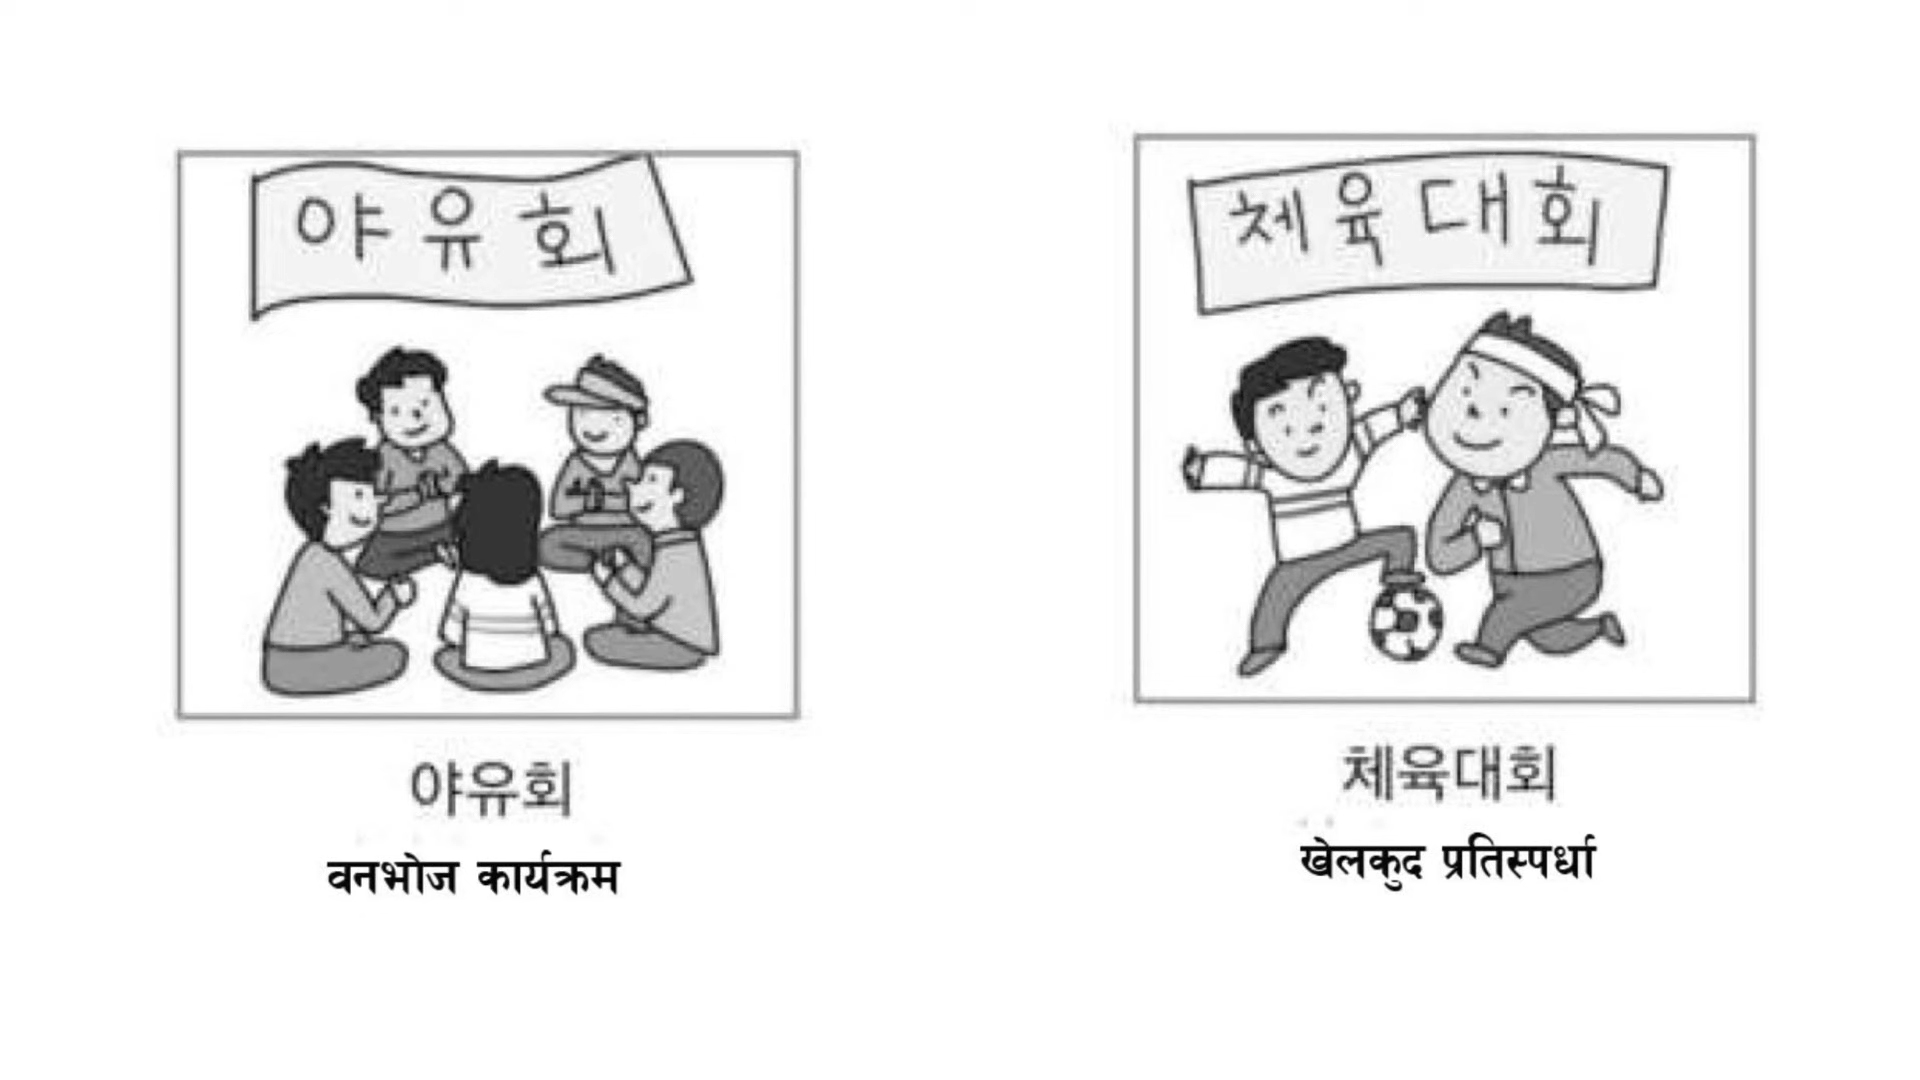 야유회
야유회
वनभोज कार्यक्रम
체육대회
체육대회
खेलकुद प्रतिस्पर्धा